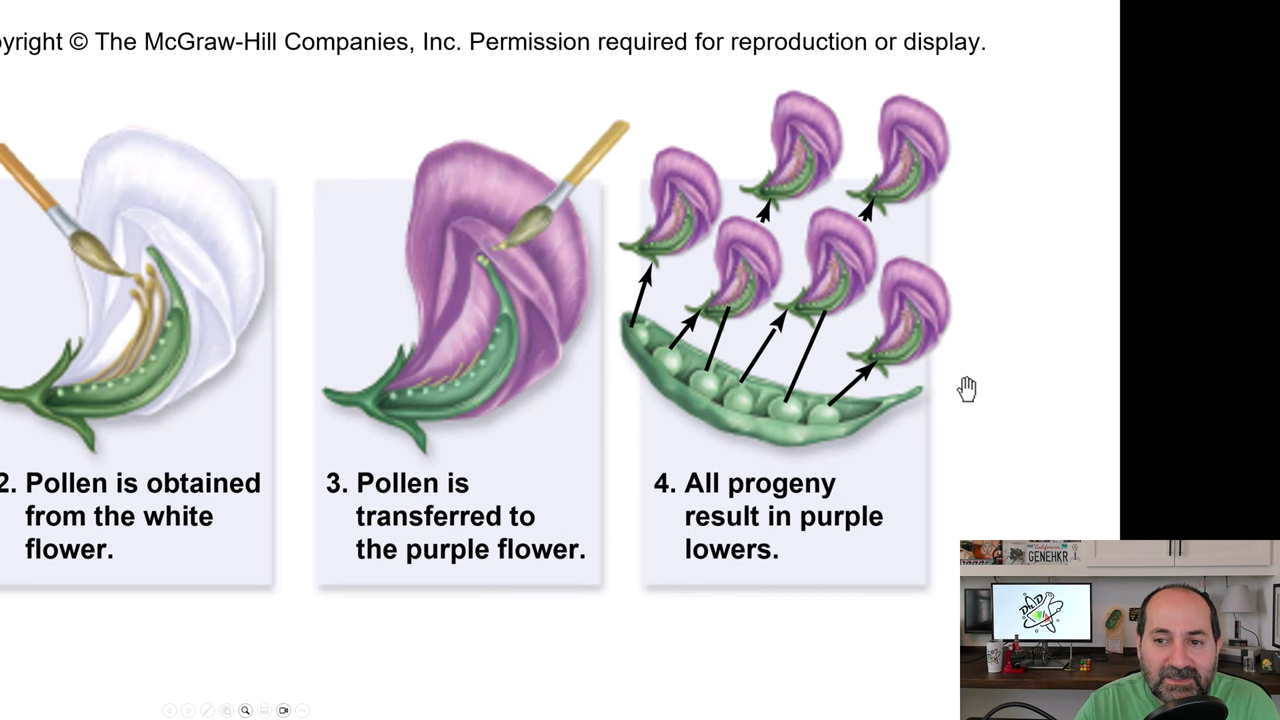 yright © The McGraw-Hill Companies, Inc. Permission required for reproduction or display.
2. Pollen is obtained
from the white
flower.
3. Pollen is
transferred to
the purple flower.
4. All progeny
result in purple
lowers.
GENEHKR